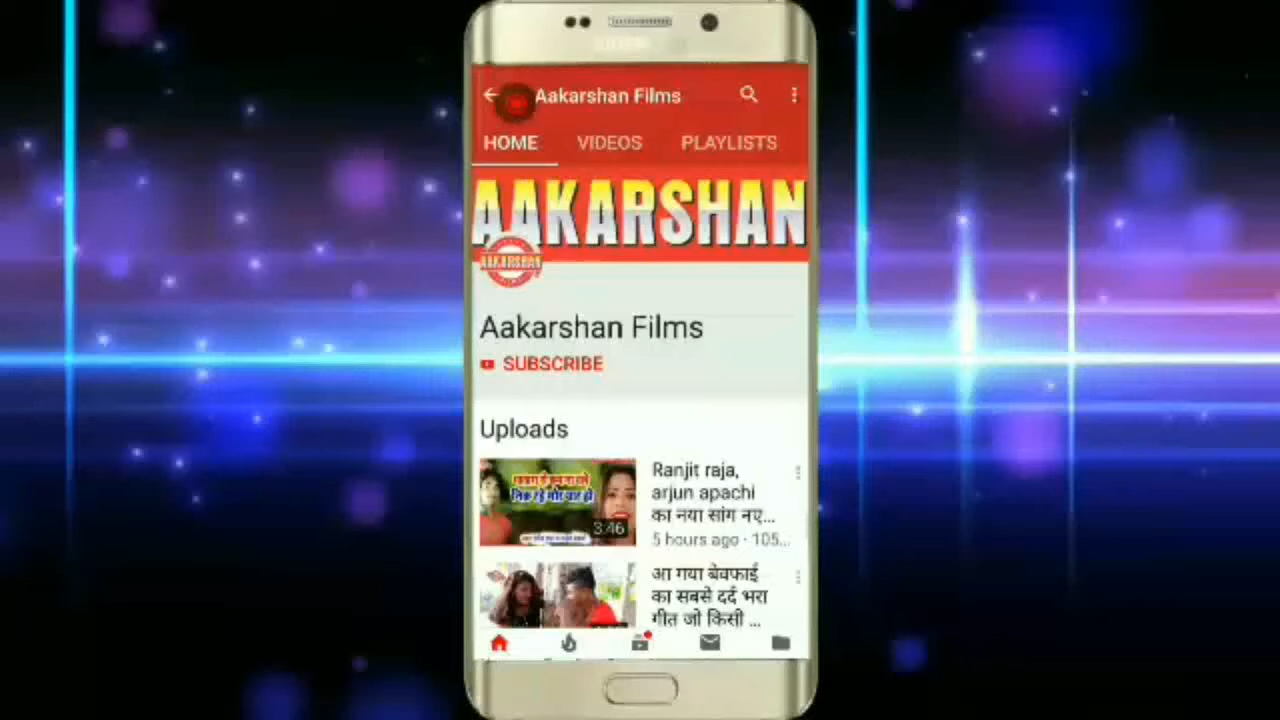 Aakarshan Films
HOME VIDEOS PLAYLISTS
AAKARSHAN
AAKARSHAN
Aakarshan Films
SUBSCRIBE
Uploads
3:46
Ranjit raja,
arjun apachi
का नया सांग नए...
5 hours ago · 105...
आ गया बेवफाई
का सबसे दर्द भरा
गीत जो किसी ...